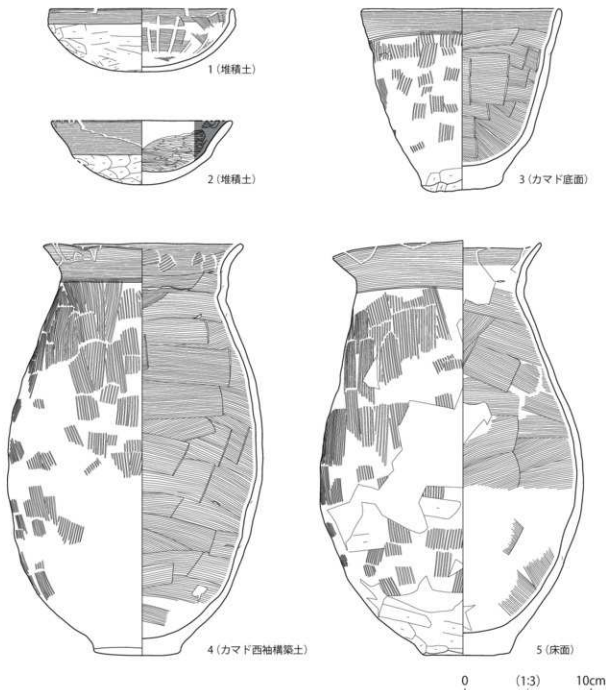 1（堆積土）
2（堆積土）
3（カマド底面）
4（カマド西袖構築土）
5（床面）
0 (1:3) 10cm